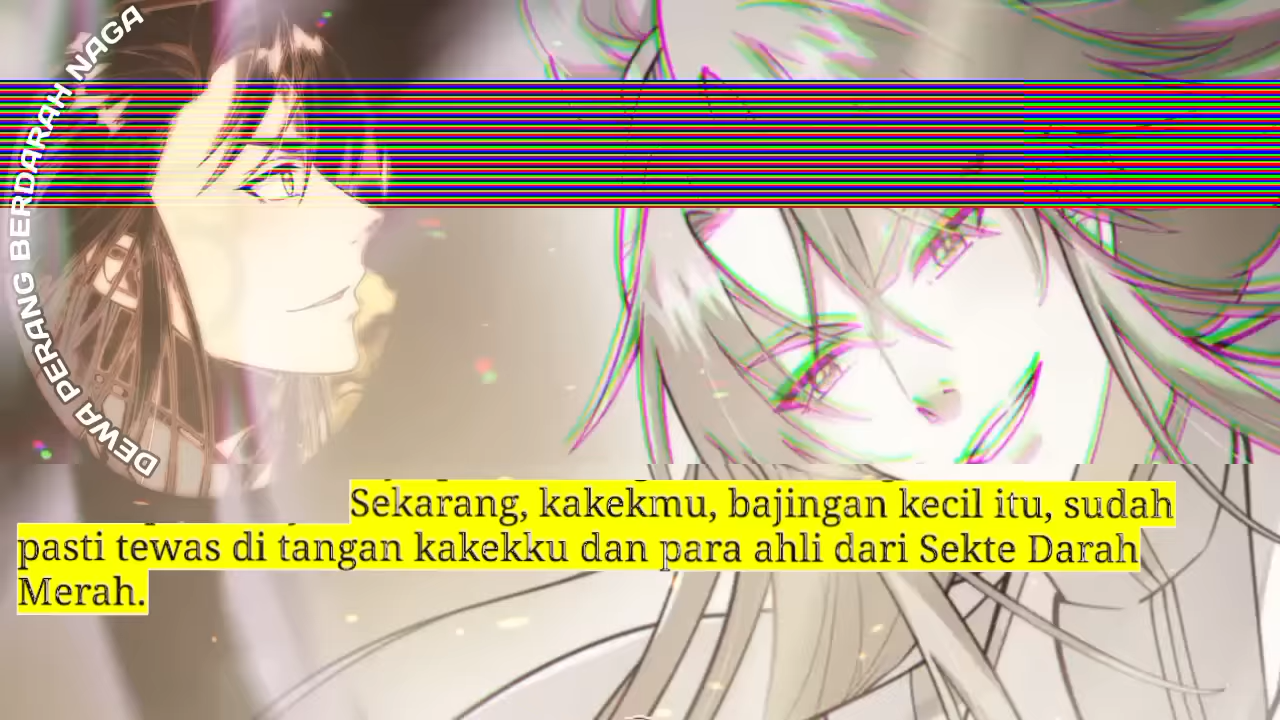 DEWA PERANG BERDARAH NAGA
Sekarang, kakekmu, bajingan kecil itu, sudah
pasti tewas di tangan kakekku dan para ahli dari Sekte Darah
Merah.